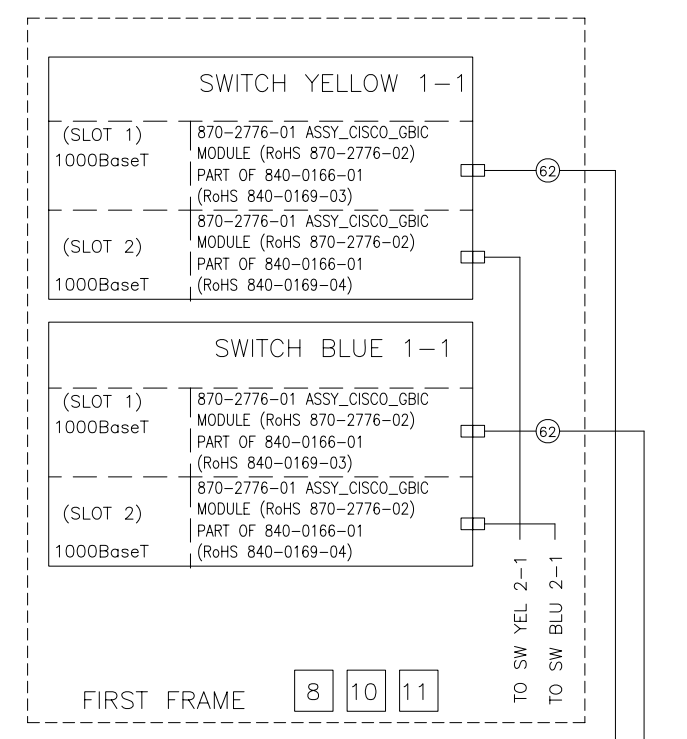 SWITCH YELLOW 1-1
(SLOT 1)
1000BaseT
870-2776-01 ASSY_CISCO_GBIC
MODULE (RoHS 870-2776-02)
PART OF 840-0166-01
(RoHS 840-0169-03)
62
(SLOT 2)
1000BaseT
870-2776-01 ASSY_CISCO_GBIC
MODULE (RoHS 870-2776-02)
PART OF 840-0166-01
(RoHS 840-0169-04)
SWITCH BLUE 1-1
(SLOT 1)
1000BaseT
870-2776-01 ASSY_CISCO_GBIC
MODULE (RoHS 870-2776-02)
PART OF 840-0166-01
(RoHS 840-0169-03)
62
(SLOT 2)
1000BaseT
870-2776-01 ASSY_CISCO_GBIC
MODULE (RoHS 870-2776-02)
PART OF 840-0166-01
(RoHS 840-0169-04)
TO SW YEL 2-1
TO SW BLU 2-1
FIRST FRAME
8 10 11